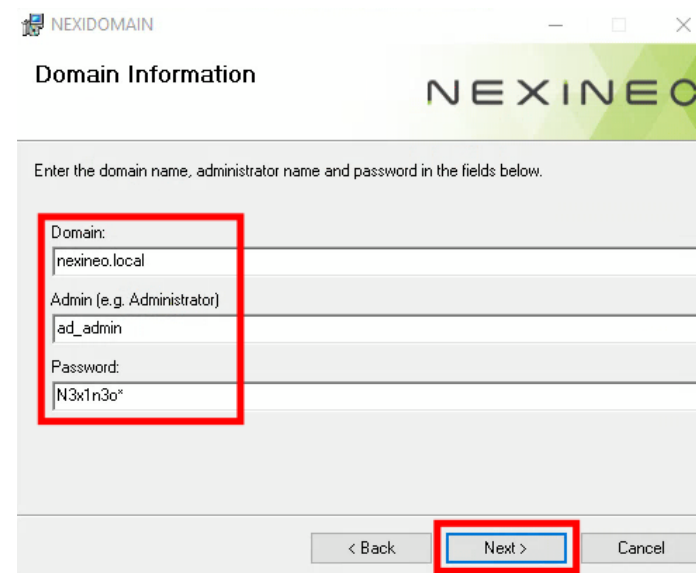 NEXIDOMAIN
Domain Information
NEXINEO
Enter the domain name, administrator name and password in the fields below.
Domain:
nexineo.local
Admin (e.g. Administrator)
ad_admin
Password:
N3x1n3o*
< Back
Next >
Cancel